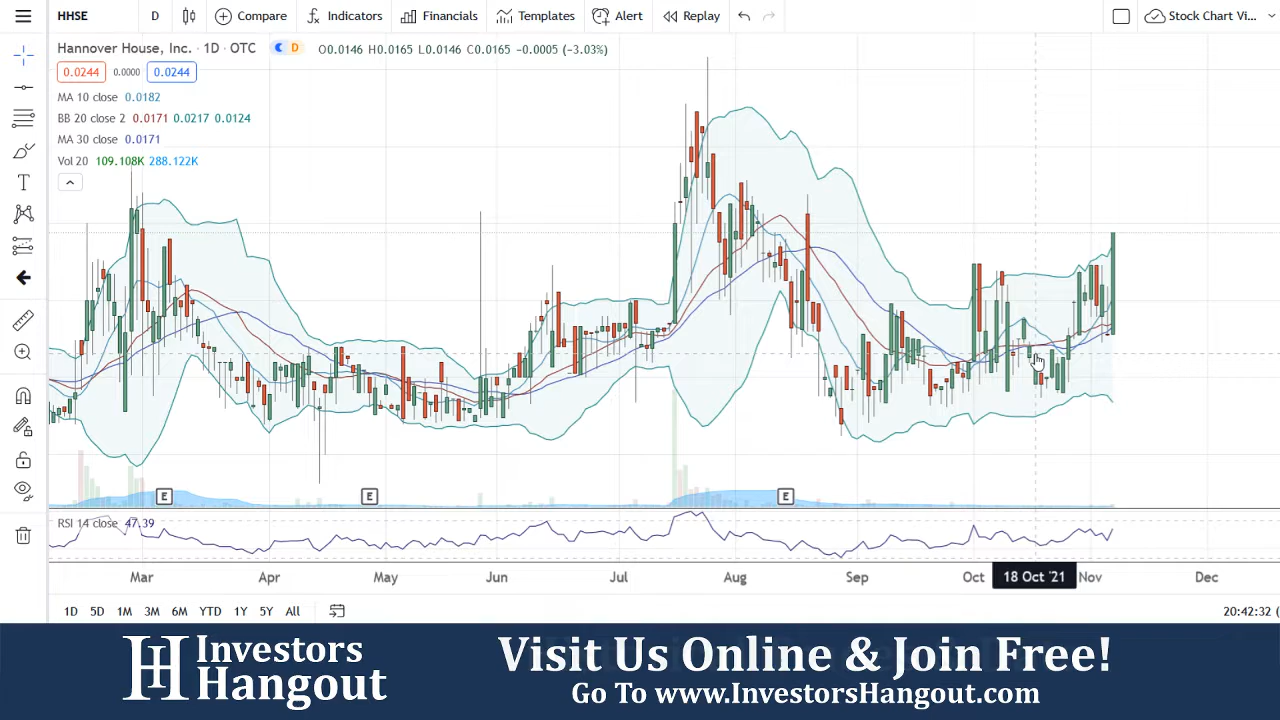 HHSE D Compare Indicators Financials Templates Alert Replay Stock Chart Vi...
Hannover House, Inc. · 1D · OTC D O0.0146 H0.0165 L0.0146 C0.0165 −0.0005 (−3.03%)
0.0244 0.0000 0.0244
MA 10 close 0.0182
BB 20 close 2 0.0171 0.0217 0.0124
MA 30 close 0.0171
Vol 20 109.108K 288.122K
E E E
RSI 14 close 47.39
Mar Apr May Jun Jul Aug Sep Oct 18 Oct '21 Nov Dec
1D 5D 1M 3M 6M YTD 1Y 5Y All 20:42:32 (
Investors
Hangout
Visit Us Online & Join Free!
Go To www.InvestorsHangout.com